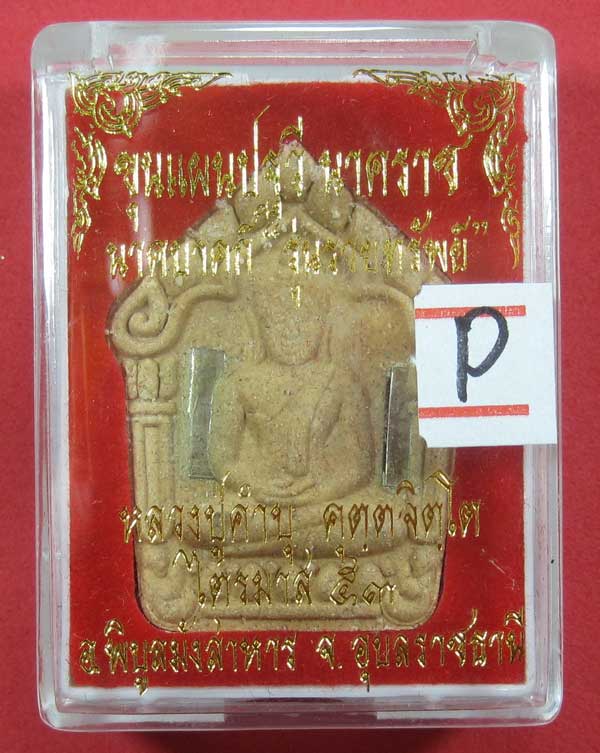 ขุนแผนปฐวี นาคราช
นาคบาศก์ "รุ่นรวยทรัพย์"
P
หลวงปู่คำบุ คุตฺตจิตฺโต
ไตรมาส ๕๓
อ.พิบูลมังสาหาร จ.อุบลราชธานี